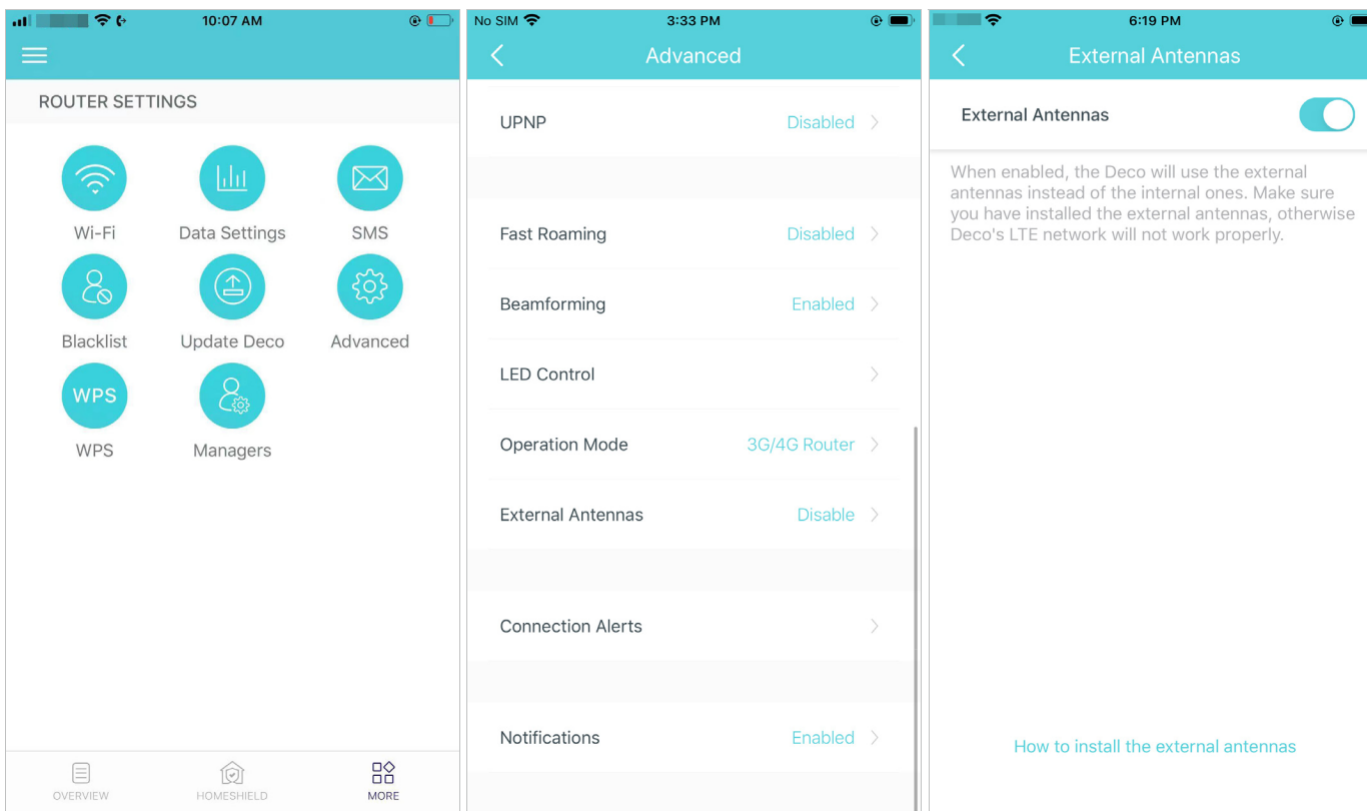 10:07 AM
ROUTER SETTINGS
Wi-Fi
Data Settings
SMS
Blacklist
Update Deco
Advanced
WPS
WPS
Managers
OVERVIEW
HOMESHIELD
MORE
No SIM
3:33 PM
Advanced
UPNP Disabled
Fast Roaming Disabled
Beamforming Enabled
LED Control
Operation Mode 3G/4G Router
External Antennas Disable
Connection Alerts
Notifications Enabled
6:19 PM
External Antennas
External Antennas
When enabled, the Deco will use the external
antennas instead of the internal ones. Make sure
you have installed the external antennas, otherwise
Deco's LTE network will not work properly.
How to install the external antennas